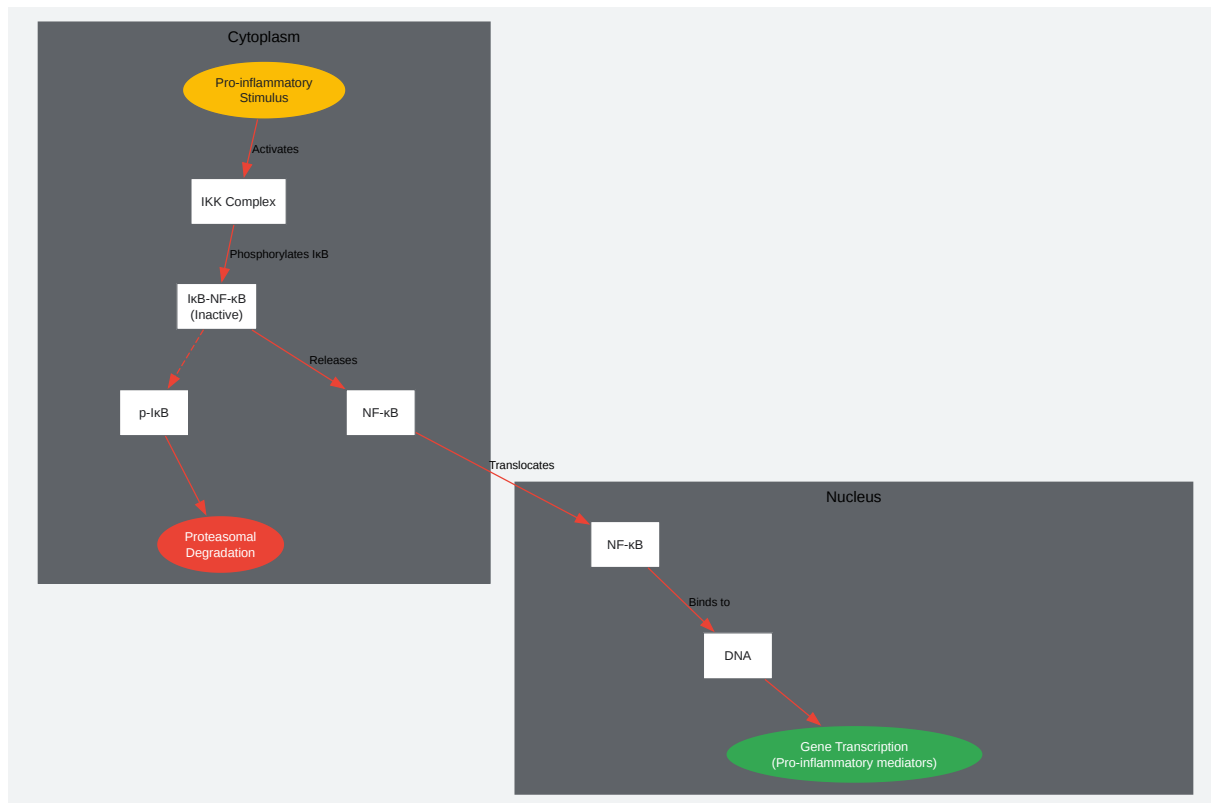 Cytoplasm
Pro-inflammatory
Stimulus
Activates
IKK Complex
Phosphorylates IκB
IκB-NF-κB
(Inactive)
Releases
p-IκB
NF-κB
Translocates
Proteasomal
Degradation
Nucleus
NF-κB
Binds to
DNA
Gene Transcription
(Pro-inflammatory mediators)